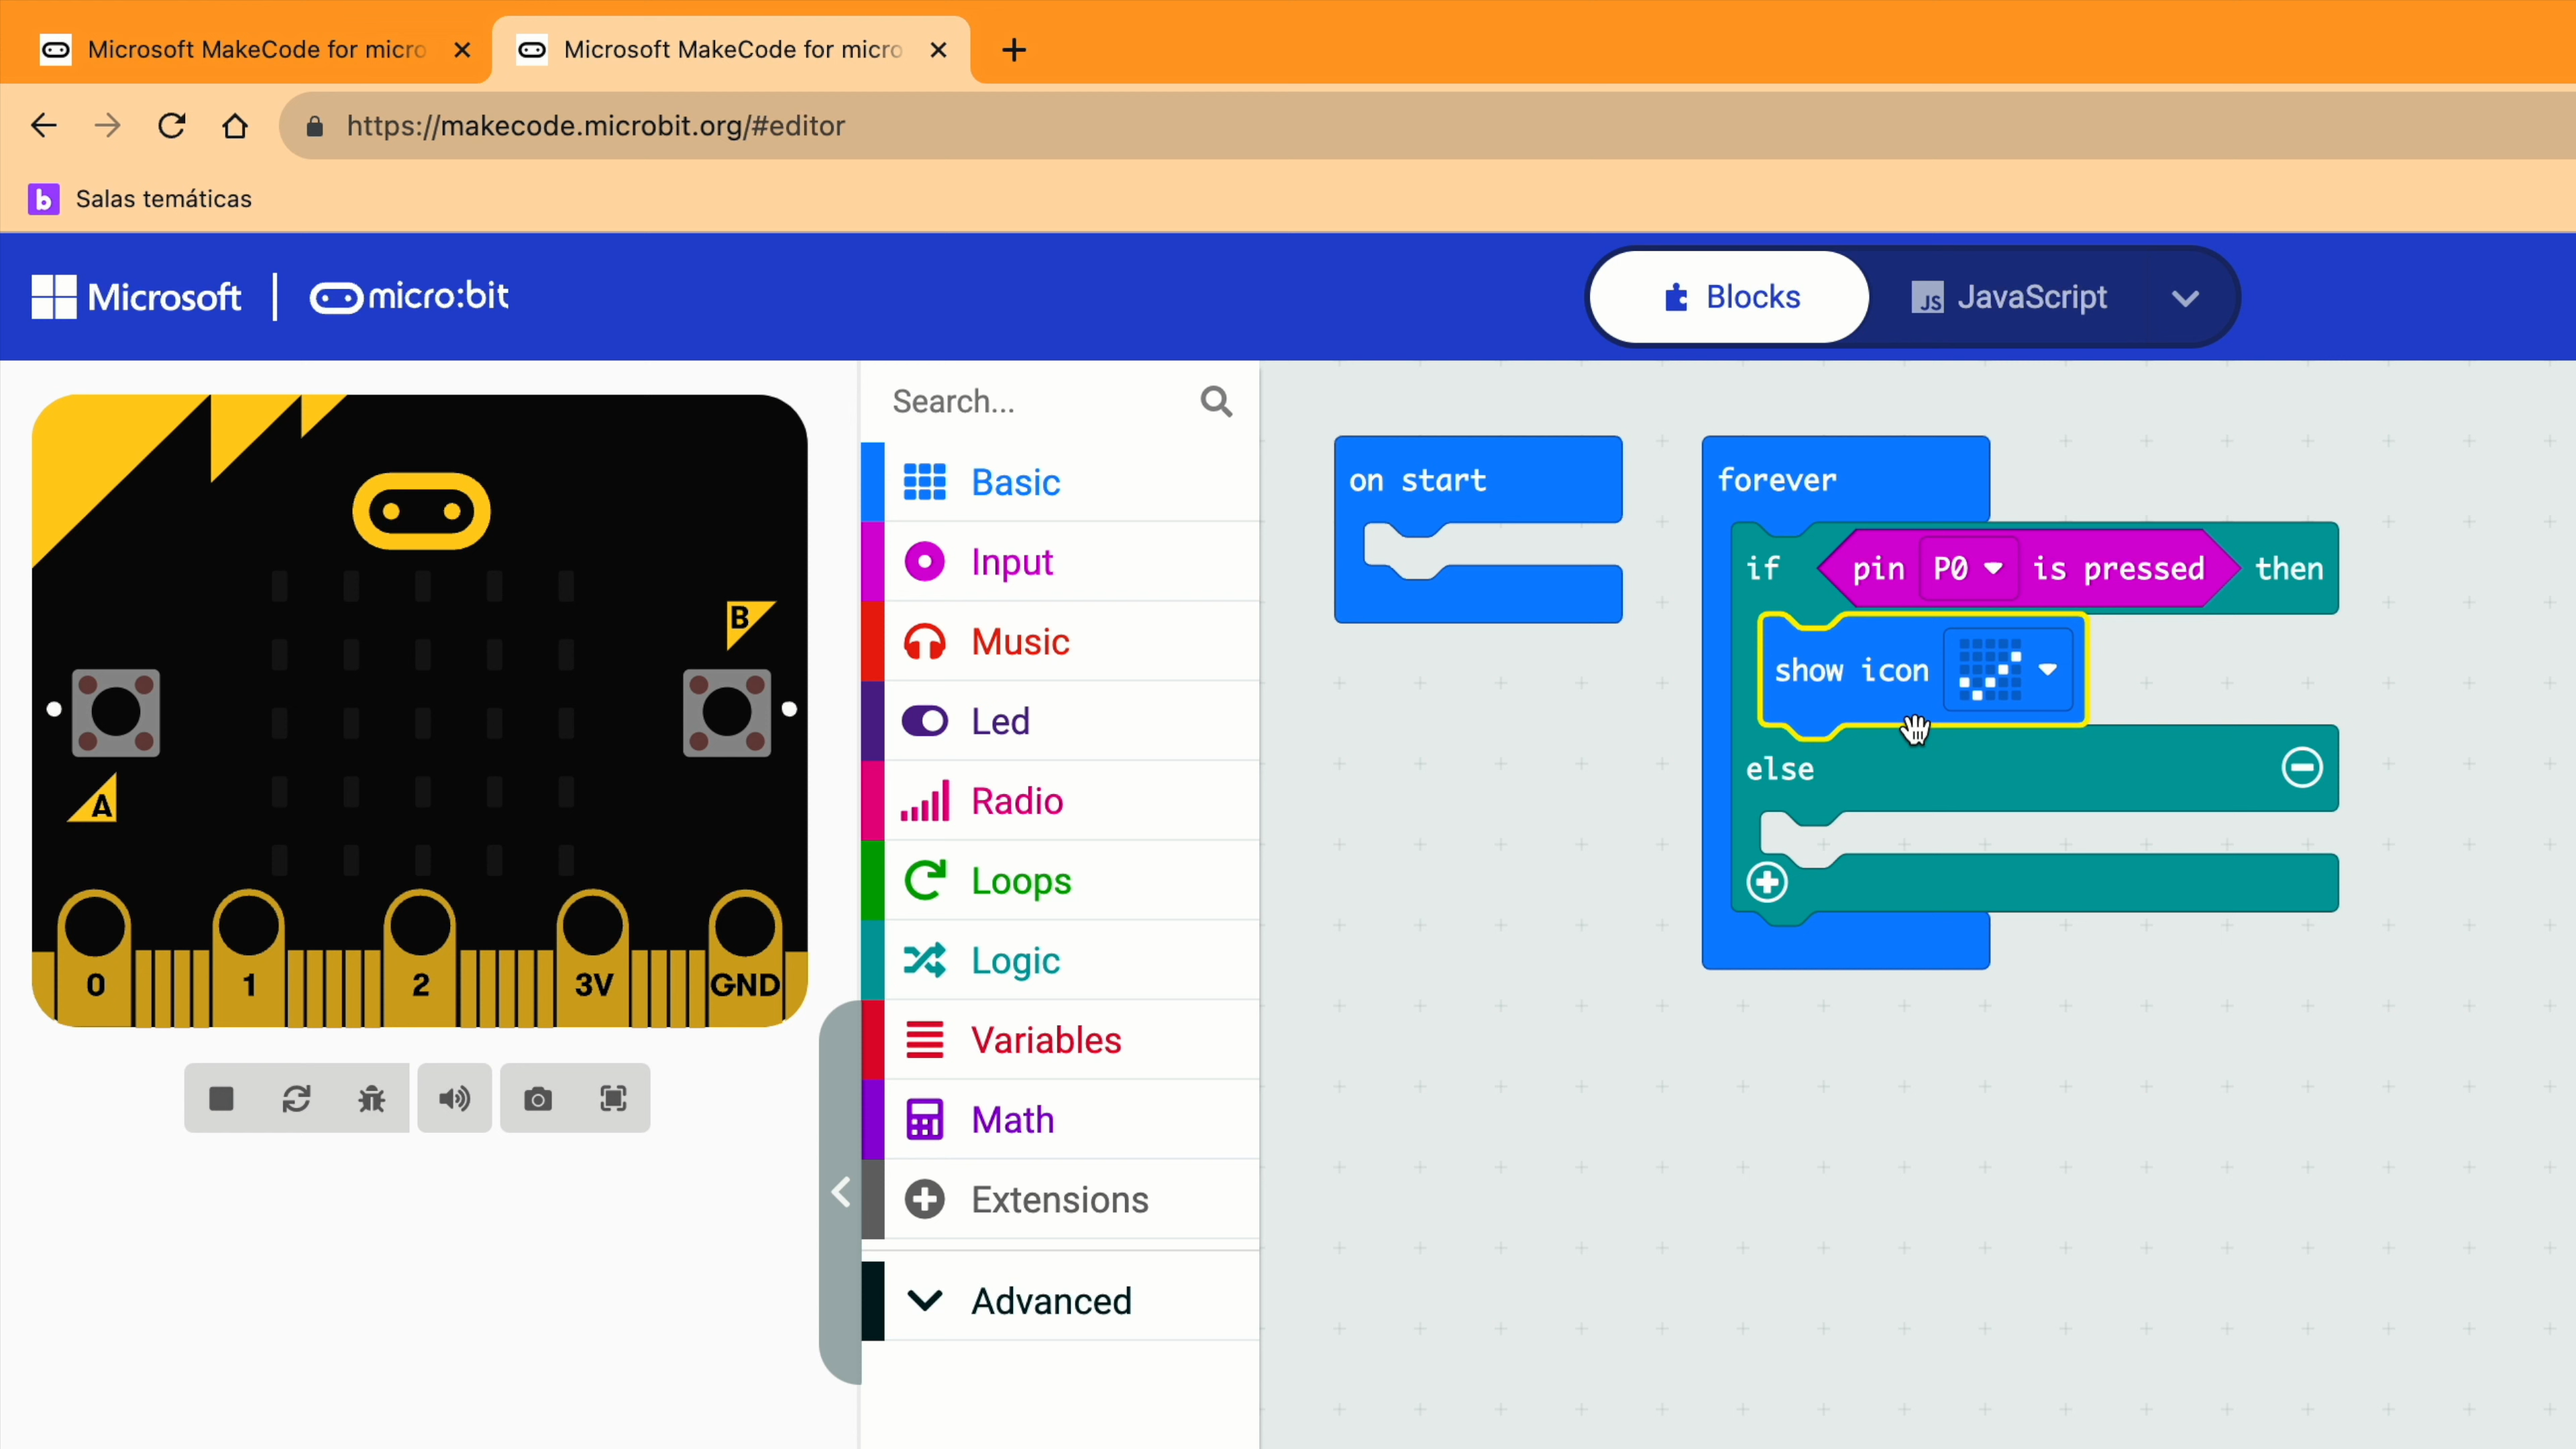 Microsoft MakeCode for micro
Microsoft MakeCode for micro
https://makecode.microbit.org/#editor
b Salas temáticas
Microsoft micro:bit
Blocks
JS JavaScript
B
A
0 1 2 3V GND
Search...
Basic
Input
Music
Led
Radio
Loops
Logic
Variables
Math
Extensions
Advanced
on start
forever
if pin P0 is pressed then
show icon
else